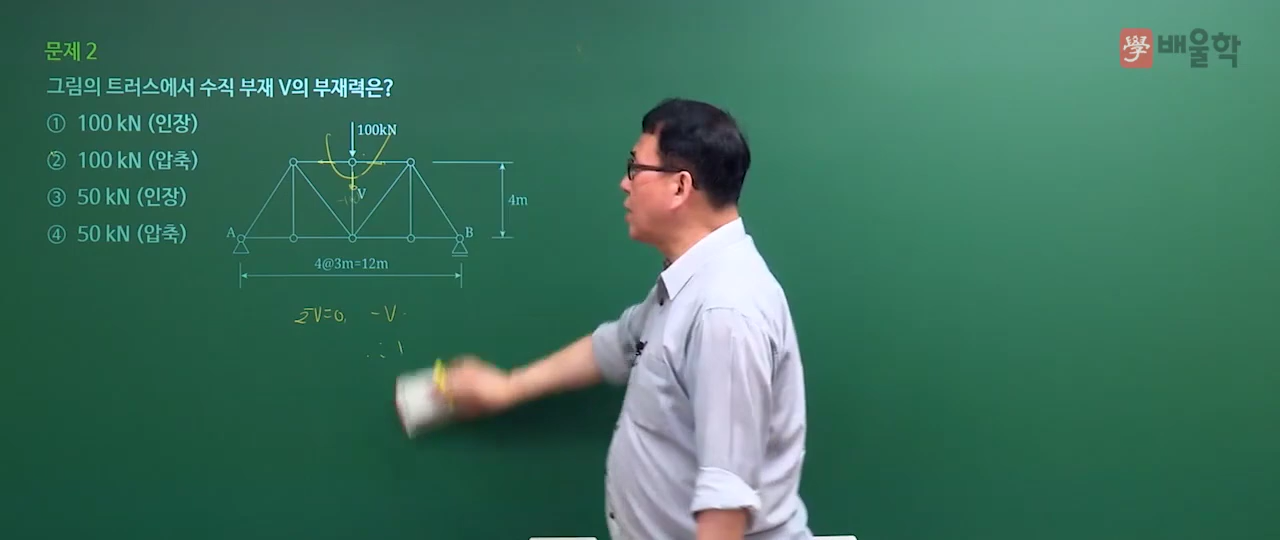 學 배울학
문제 2
그림의 트러스에서 수직 부재 V의 부재력은?
① 100 kN (인장)
② 100 kN (압축)
③ 50 kN (인장)
④ 50 kN (압축)
100kN
V
4m
A
B
4@3m=12m
ΣV=0, -V
∴